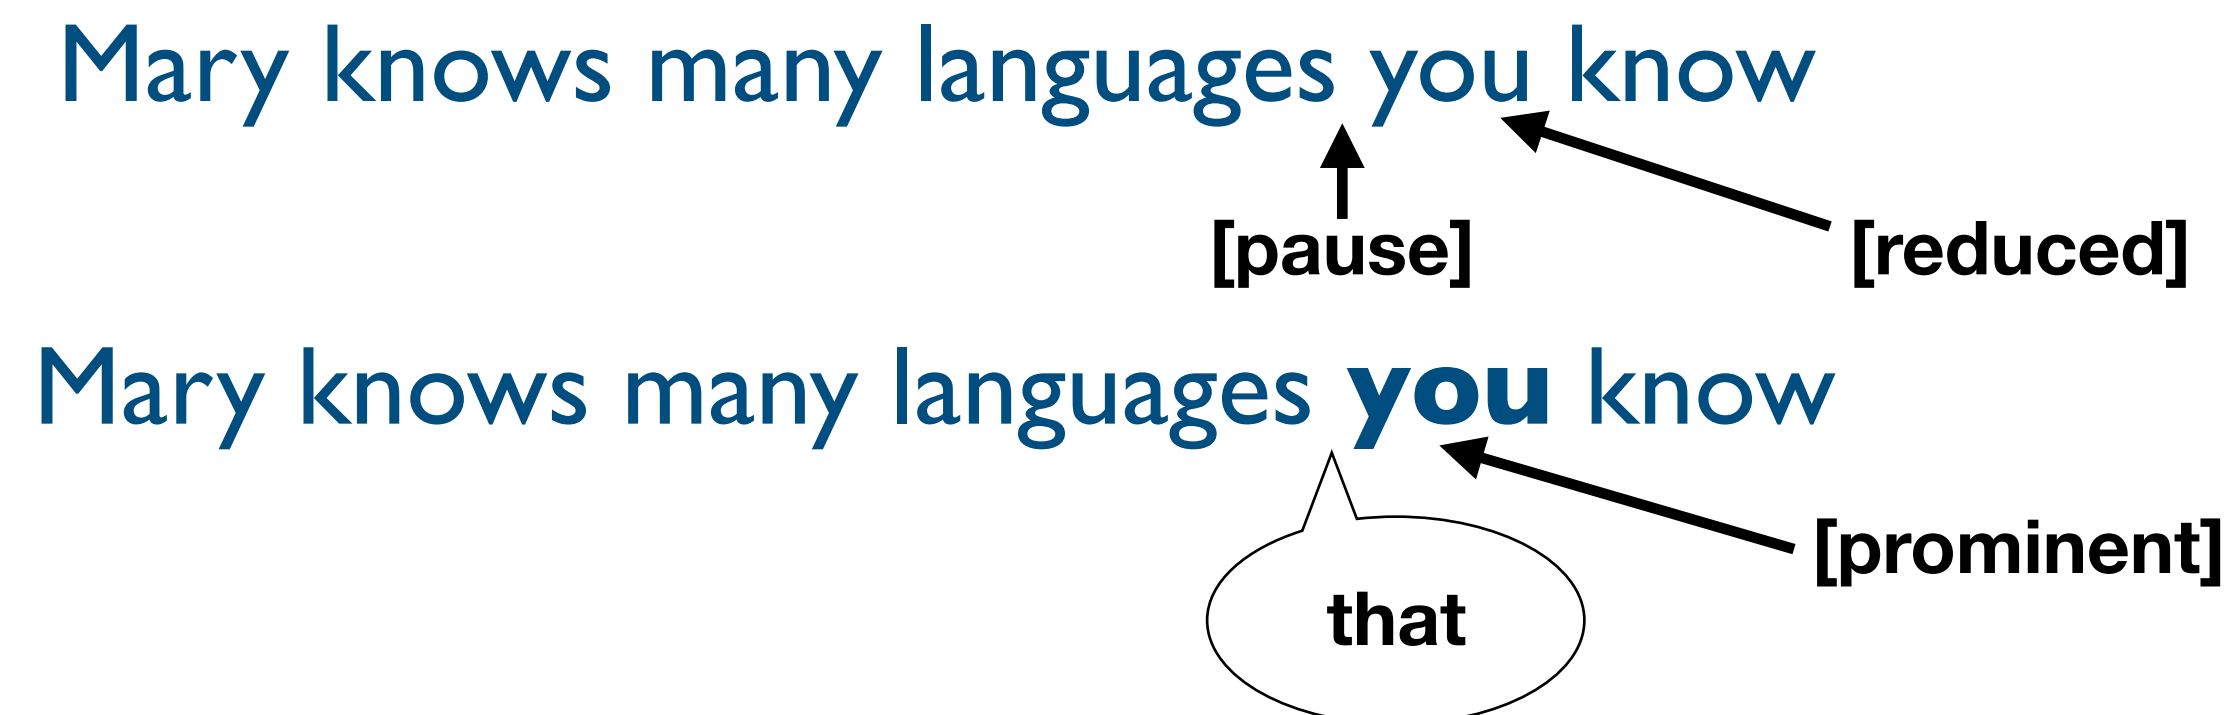 Mary knows many languages you know
[pause]
[reduced]
Mary knows many languages you know
[prominent]
that